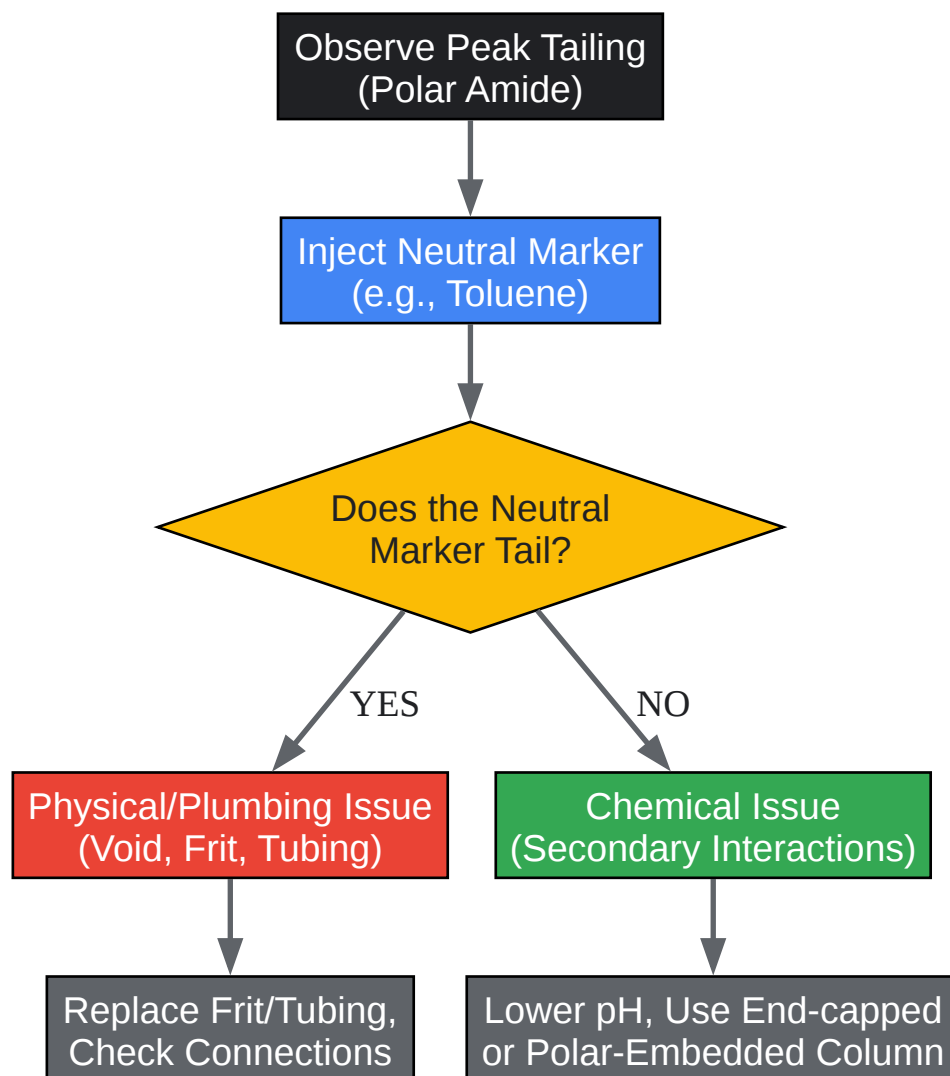 Observe Peak Tailing
(Polar Amide)
Inject Neutral Marker
(e.g., Toluene)
Does the Neutral
Marker Tail?
YES
NO
Physical/Plumbing Issue
(Void, Frit, Tubing)
Chemical Issue
(Secondary Interactions)
Replace Frit/Tubing,
Check Connections
Lower pH, Use End-capped
or Polar-Embedded Column